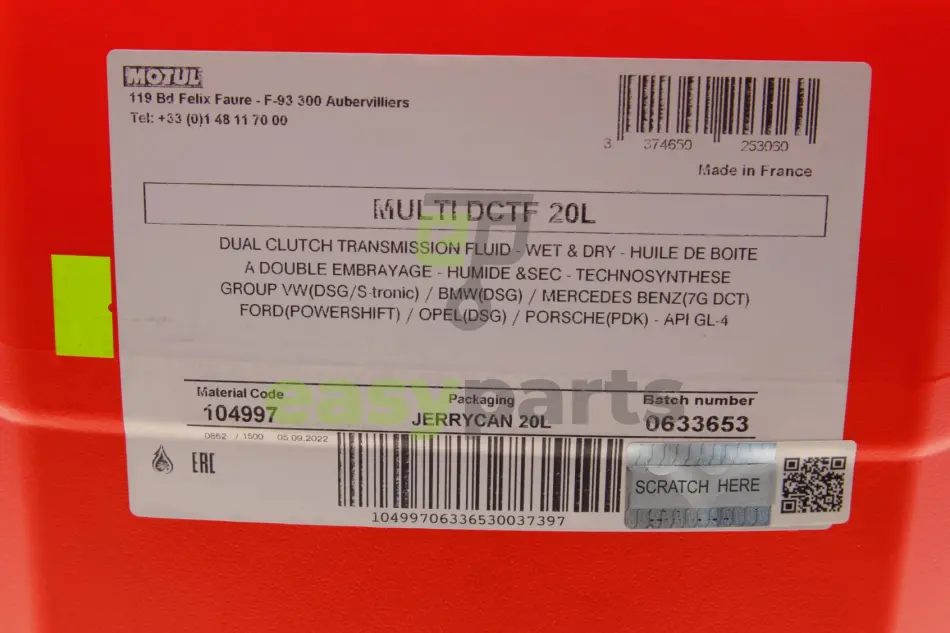 MOTUL
119 Bd Felix Faure - F-93 300 Aubervilliers
Tel: +33 (0)1 48 11 70 00
3 374650 253060
Made in France
MULTI DCTF 20L
DUAL CLUTCH TRANSMISSION FLUID - WET & DRY - HUILE DE BOITE
A DOUBLE EMBRAYAGE - HUMIDE &SEC - TECHNOSYNTHESE
GROUP VW(DSG/S-tronic) / BMW(DSG) / MERCEDES BENZ(7G DCT)
FORD(POWERSHIFT) / OPEL(DSG) / PORSCHE(PDK) - API GL-4
easyparts
Material Code Packaging Batch number
104997 JERRYCAN 20L 0633653
0662 / 1500 05.09.2022
EAC
SCRATCH HERE
10499706336530037397